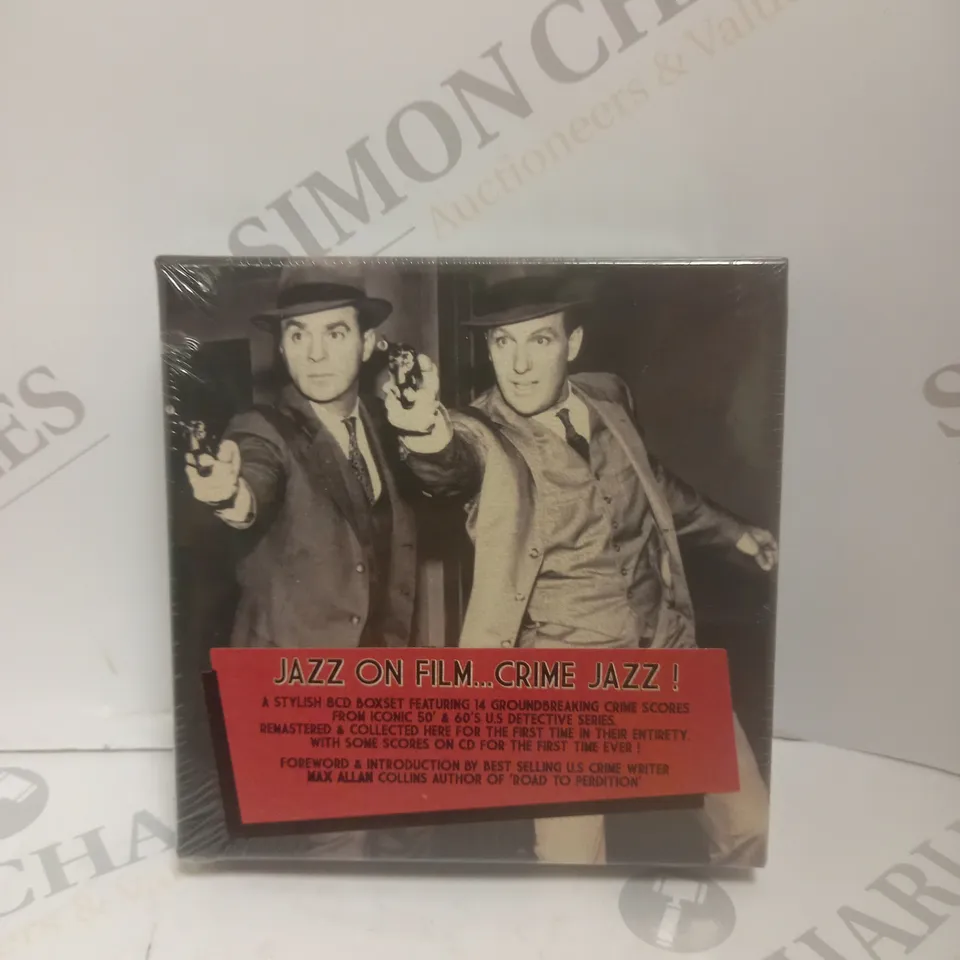 SIMON CHA
Auctioneers & Valu
JAZZ ON FILM...CRIME JAZZ !
A STYLISH 8CD BOXSET FEATURING 14 GROUNDBREAKING CRIME SCORES
FROM ICONIC 50' & 60'S U.S DETECTIVE SERIES.
REMASTERED & COLLECTED HERE FOR THE FIRST TIME IN THEIR ENTIRETY.
WITH SOME SCORES ON CD FOR THE FIRST TIME EVER !
FOREWORD & INTRODUCTION BY BEST SELLING U.S CRIME WRITER
MAX ALLAN COLLINS AUTHOR OF 'ROAD TO PERDITION'